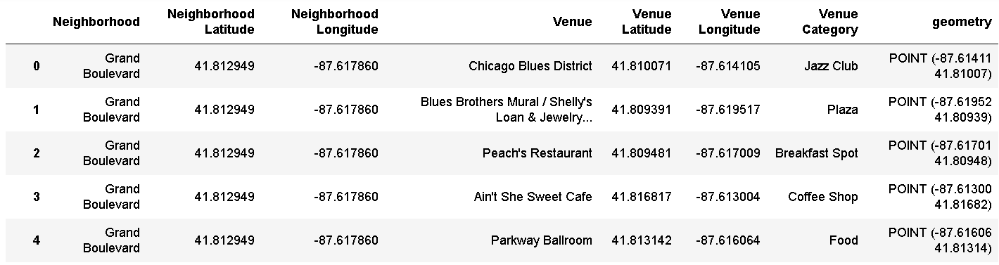 Neighborhood Neighborhood Latitude Neighborhood Longitude Venue Venue Latitude Venue Longitude Venue Category geometry
0 Grand Boulevard 41.812949 -87.617860 Chicago Blues District 41.810071 -87.614105 Jazz Club POINT (-87.61411 41.81007)
1 Grand Boulevard 41.812949 -87.617860 Blues Brothers Mural / Shelly's Loan & Jewelry... 41.809391 -87.619517 Plaza POINT (-87.61952 41.80939)
2 Grand Boulevard 41.812949 -87.617860 Peach's Restaurant 41.809481 -87.617009 Breakfast Spot POINT (-87.61701 41.80948)
3 Grand Boulevard 41.812949 -87.617860 Ain't She Sweet Cafe 41.816817 -87.613004 Coffee Shop POINT (-87.61300 41.81682)
4 Grand Boulevard 41.812949 -87.617860 Parkway Ballroom 41.813142 -87.616064 Food POINT (-87.61606 41.81314)